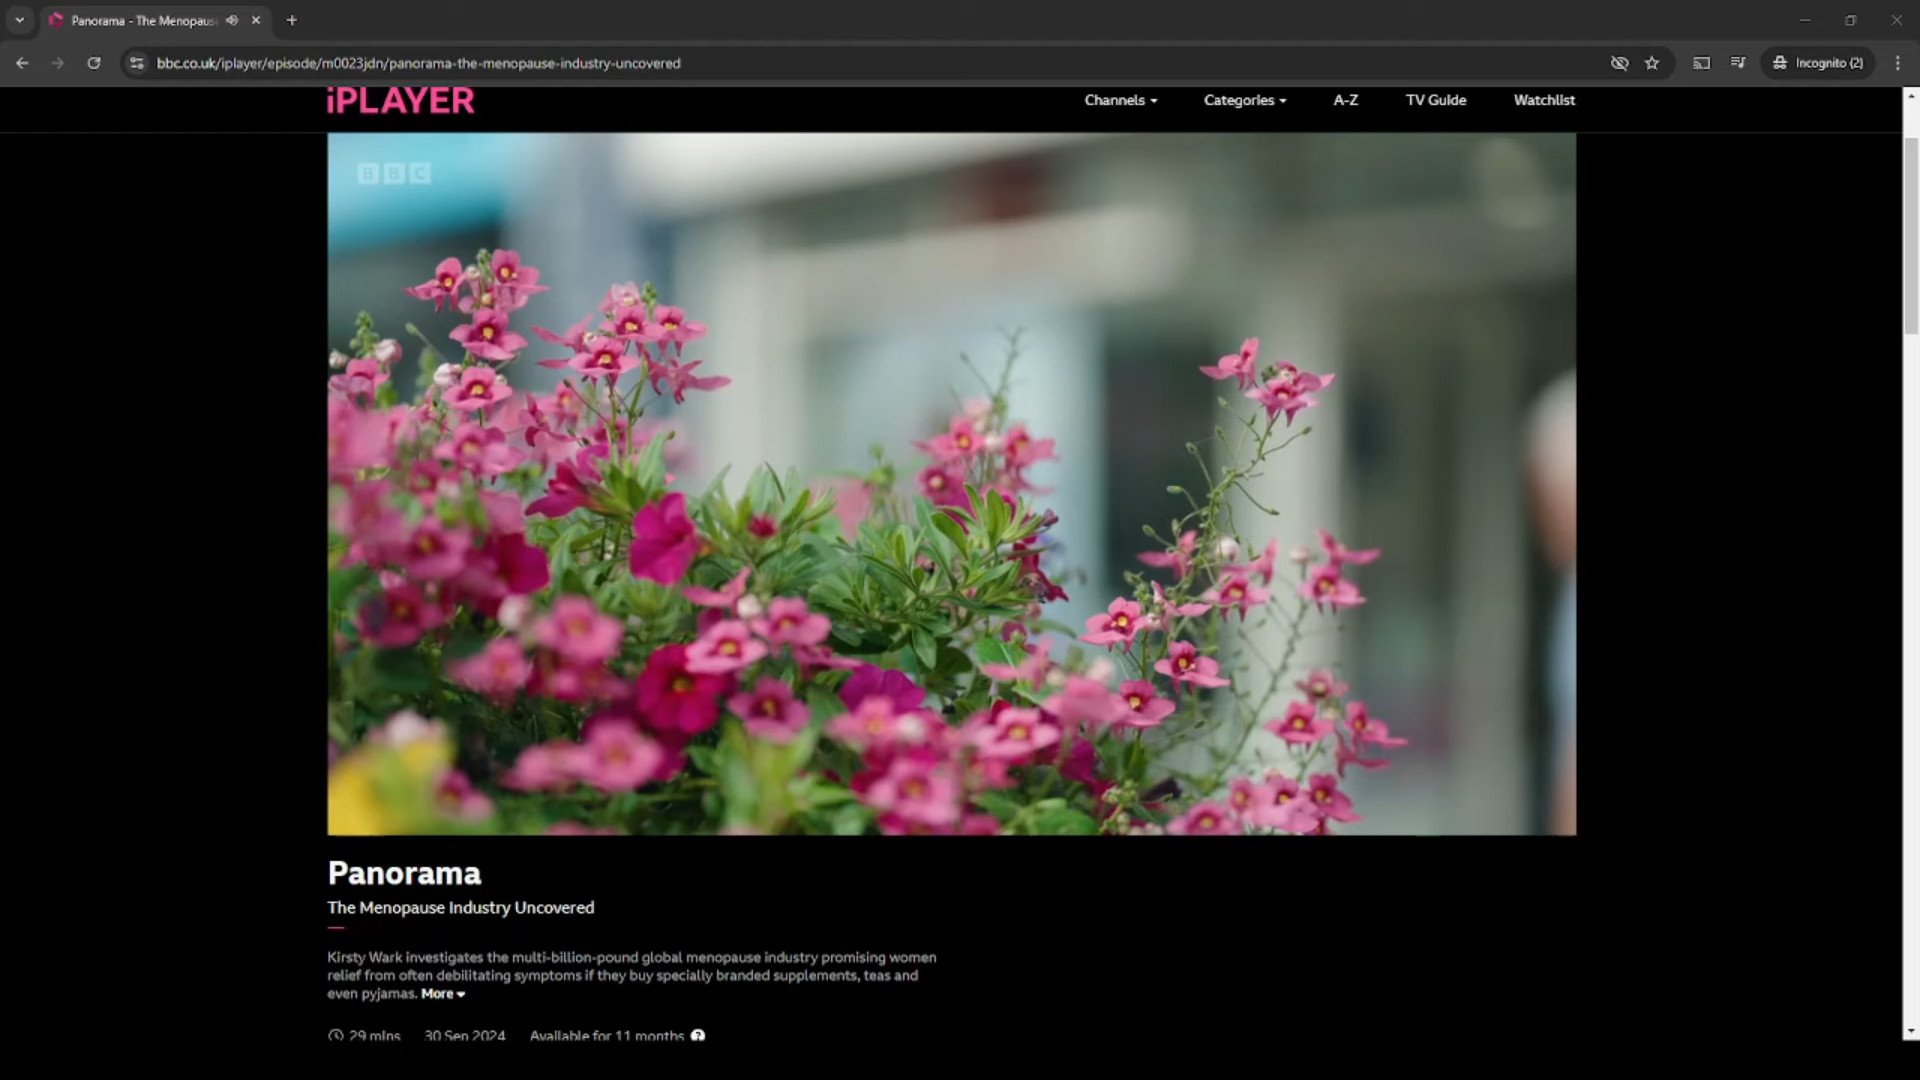 Panorama - The Menopaus
bbc.co.uk/iplayer/episode/m0023jdn/panorama-the-menopause-industry-uncovered
Incognito (2)
iPLAYER
Channels
Categories
A-Z
TV Guide
Watchlist
BBC
Panorama
The Menopause Industry Uncovered
Kirsty Wark investigates the multi-billion-pound global menopause industry promising women
relief from often debilitating symptoms if they buy specially branded supplements, teas and
even pyjamas. More
29 mins 30 Sep 2024 Available for 11 months ?